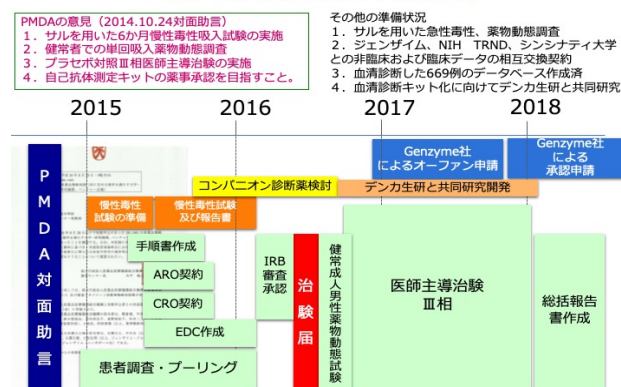 PMDAの意見（2014.10.24対面助言）
１．サルを用いた6か月慢性毒性吸入試験の実施
２．健常者での単回吸入薬物動態調査
３．プラセボ対照Ⅲ相医師主導治験の実施
４．自己抗体測定キットの薬事承認を目指すこと。
その他の準備状況
１．サルを用いた急性毒性、薬物動態調査
２．ジェンザイム、NIH TRND、シンシナティ大学
との非臨床および臨床データの相互交換契約
３．血清診断した669例のデータベース作成済
４．血清診断キット化に向けてデンカ生研と共同研究
2015
2016
2017
2018
Genzyme社
によるオーファン申請
Genzyme社
による
承認申請
コンパニオン診断薬検討
デンカ生研と共同研究開発
PMDA対面助言
慢性毒性
試験の準備
慢性毒性試験
及び報告書
手順書作成
ARO契約
CRO契約
EDC作成
患者調査・プーリング
IRB
審査
承認
治験届
健常成人男性薬物動態試験
医師主導治験
Ⅲ相
総括報告
書作成